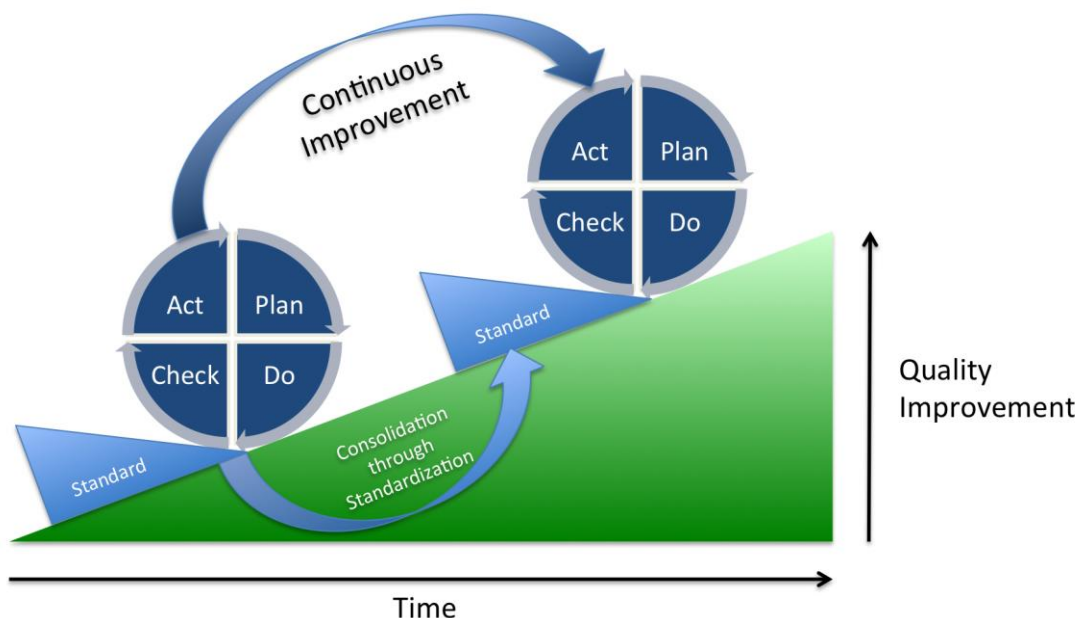 Continuous
Improvement
Act Plan
Check Do
Standard
Act Plan
Check Do
Standard
Consolidation
through
Standardization
Quality
Improvement
Time